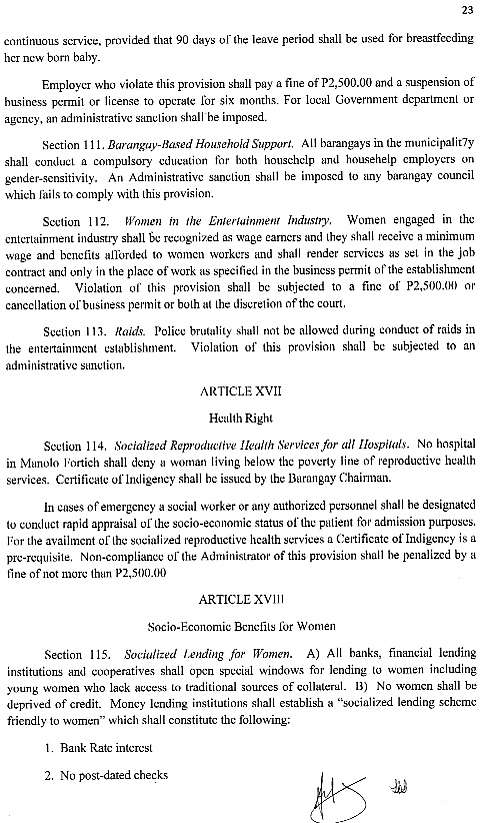 23
continuous service, provided that 90 days of the leave period shall be used for breastfeeding
her new born baby.
Employer who violate this provision shall pay a fine of P2,500.00 and a suspension of
business permit or license to operate for six months. For local Government department or
agency, an administrative sanction shall be imposed.
Section 111. Barangay-Based Household Support. All barangays in the municipalit7y
shall conduct a compulsory education for both househelp and househelp employers on
gender-sensitivity. An Administrative sanction shall be imposed to any barangay council
which fails to comply with this provision.
Section 112. Women in the Entertainment Industry. Women engaged in the
entertainment industry shall be recognized as wage earners and they shall receive a minimum
wage and benefits afforded to women workers and shall render services as set in the job
contract and only in the place of work as specified in the business permit of the establishment
concerned. Violation of this provision shall be subjected to a fine of P2,500.00 or
cancellation of business permit or both at the discretion of the court.
Section 113. Raids. Police brutality shall not be allowed during conduct of raids in
the entertainment establishment. Violation of this provision shall be subjected to an
administrative sanction.
ARTICLE XVII
Health Right
Section 114. Socialized Reproductive Health Services for all Hospitals. No hospital
in Manolo Fortich shall deny a woman living below the poverty line of reproductive health
services. Certificate of Indigency shall be issued by the Barangay Chairman.
In cases of emergency a social worker or any authorized personnel shall be designated
to conduct rapid appraisal of the socio-economic status of the patient for admission purposes.
For the availment of the socialized reproductive health services a Certificate of Indigency is a
pre-requisite. Non-compliance of the Administrator of this provision shall be penalized by a
fine of not more than P2,500.00
ARTICLE XVIII
Socio-Economic Benefits for Women
Section 115. Socialized Lending for Women. A) All banks, financial lending
institutions and cooperatives shall open special windows for lending to women including
young women who lack access to traditional sources of collateral. B) No women shall be
deprived of credit. Money lending institutions shall establish a “socialized lending scheme
friendly to women” which shall constitute the following:
1. Bank Rate interest
2. No post-dated checks